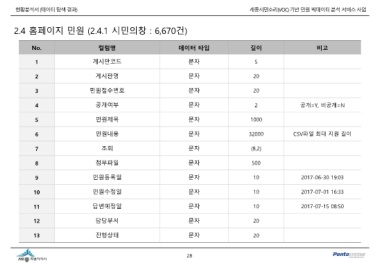 현황분석서(데이터 탐색 결과)
세종시민의소리(VOC) 기반 민원 빅데이터 분석 서비스 사업
2.4 홈페이지 민원 (2.4.1 시민의창 : 6,670건)
No. 컬럼명 데이터 타입 길이 비고
1 게시판코드 문자 5
2 게시판명 문자 20
3 민원접수번호 문자 20
4 공개여부 문자 2 공개=Y, 비공개=N
5 민원제목 문자 1000
6 민원내용 문자 32000 CSV파일 최대 지원 길이
7 조회 문자 (8,2)
8 첨부파일 문자 500
9 민원등록일 문자 10 2017-06-30 19:03
10 민원수정일 문자 10 2017-07-01 16:33
11 답변예정일 문자 10 2017-07-15 08:50
12 담당부서 문자 20
13 진행상태 문자 20
28